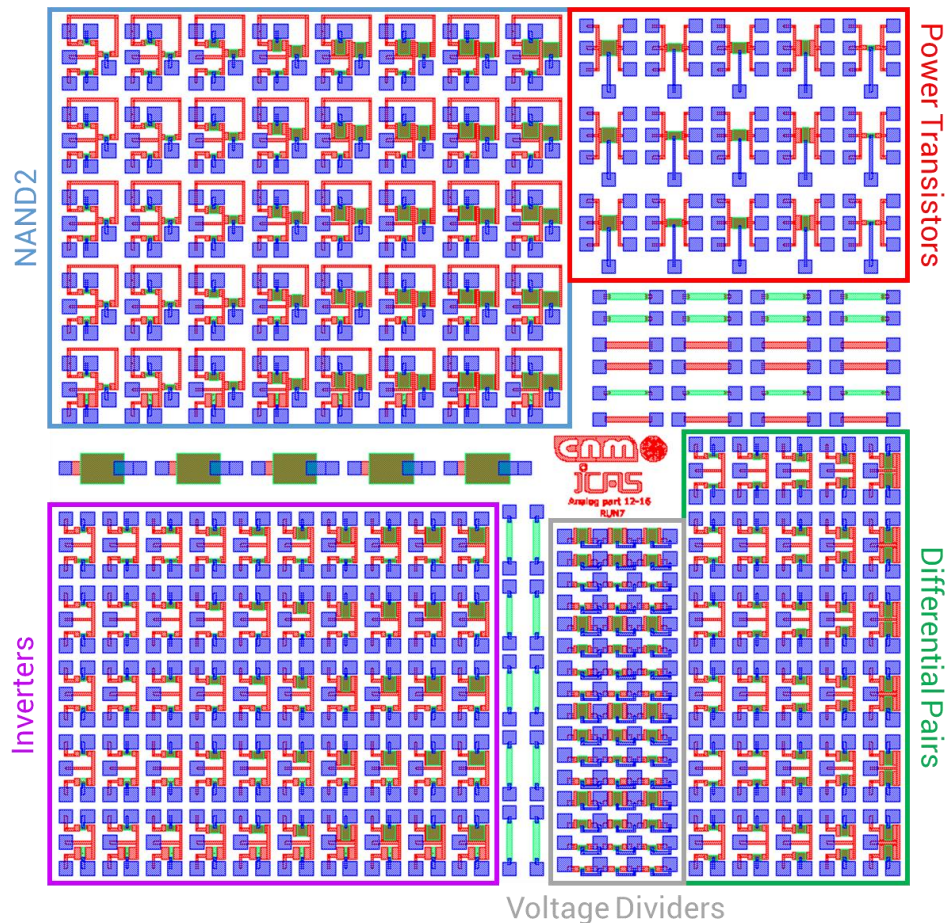 NAND2
Power Transistors
cnm
icas
Analog part 12-16
RUN7
Inverters
Differential Pairs
Voltage Dividers